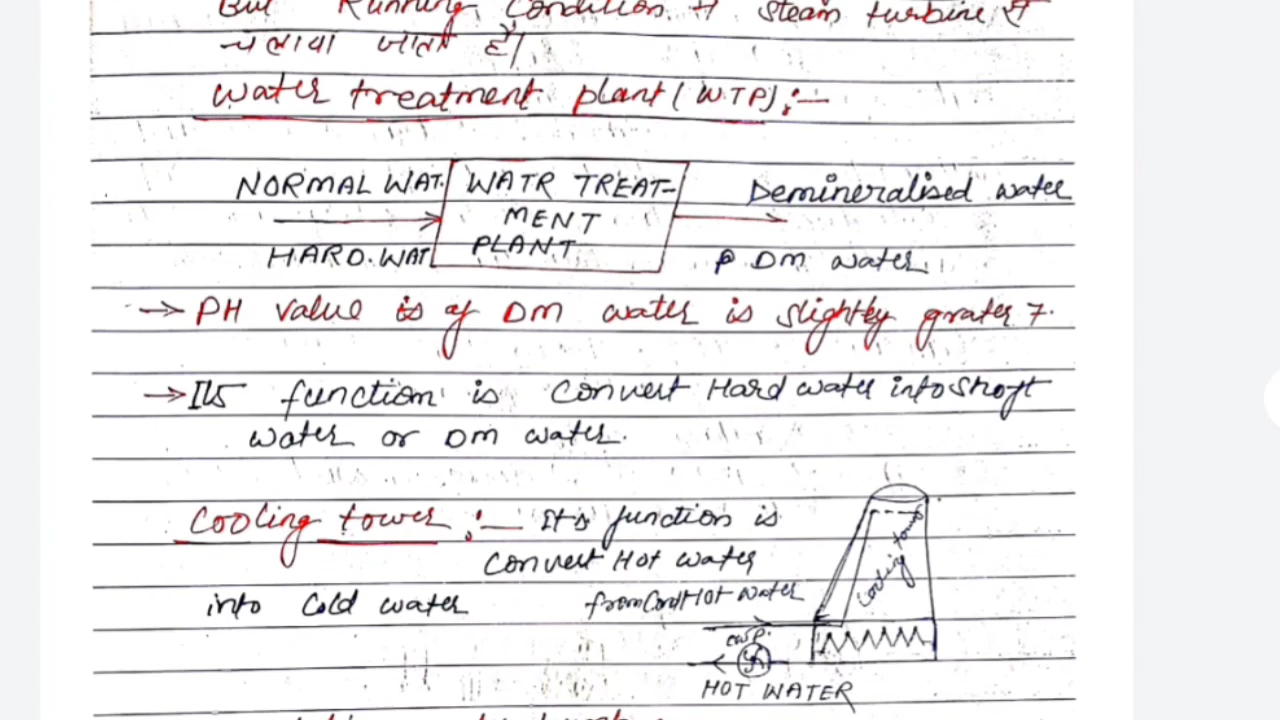 But Running Condition में steam turbine से
चलाया जाता है।
Water treatment plant (WTP):—
NORMAL WAT. WATR TREAT- Demineralised water
MENT
HARD.WAT PLANT DM water
→ PH value is of DM water is slightly grater 7.
→ Its function is convert Hard water into shoft
water or DM water.
Cooling tower :— It's function is
Convert Hot water
into Cold water
from Cond Hot water
Cooling tower
CWP.
HOT WATER